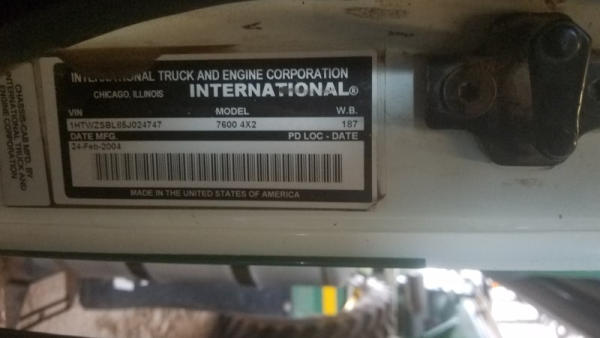 INTERNATIONAL TRUCK AND ENGINE CORPORATION
CHICAGO, ILLINOIS INTERNATIONAL®
VIN MODEL W.B.
1HTWZSBL65J024747 7600 4X2 187
DATE MFG. PD LOC - DATE
24-Feb-2004
MADE IN THE UNITED STATES OF AMERICA
CHASSIS-CAB MFD. BY
INTERNATIONAL TRUCK AND
ENGINE CORPORATION